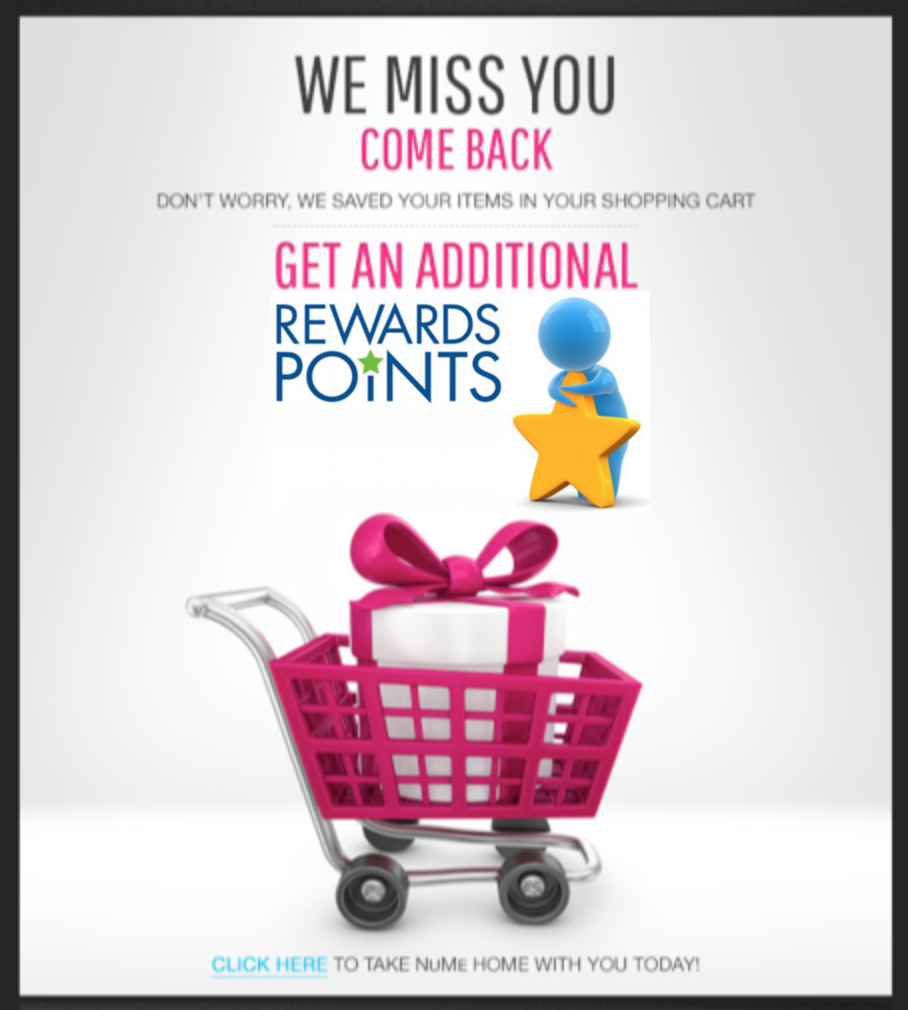 WE MISS YOU
COME BACK
DON'T WORRY, WE SAVED YOUR ITEMS IN YOUR SHOPPING CART
GET AN ADDITIONAL
REWARDS
POiNTS
CLICK HERE TO TAKE NuMe HOME WITH YOU TODAY!